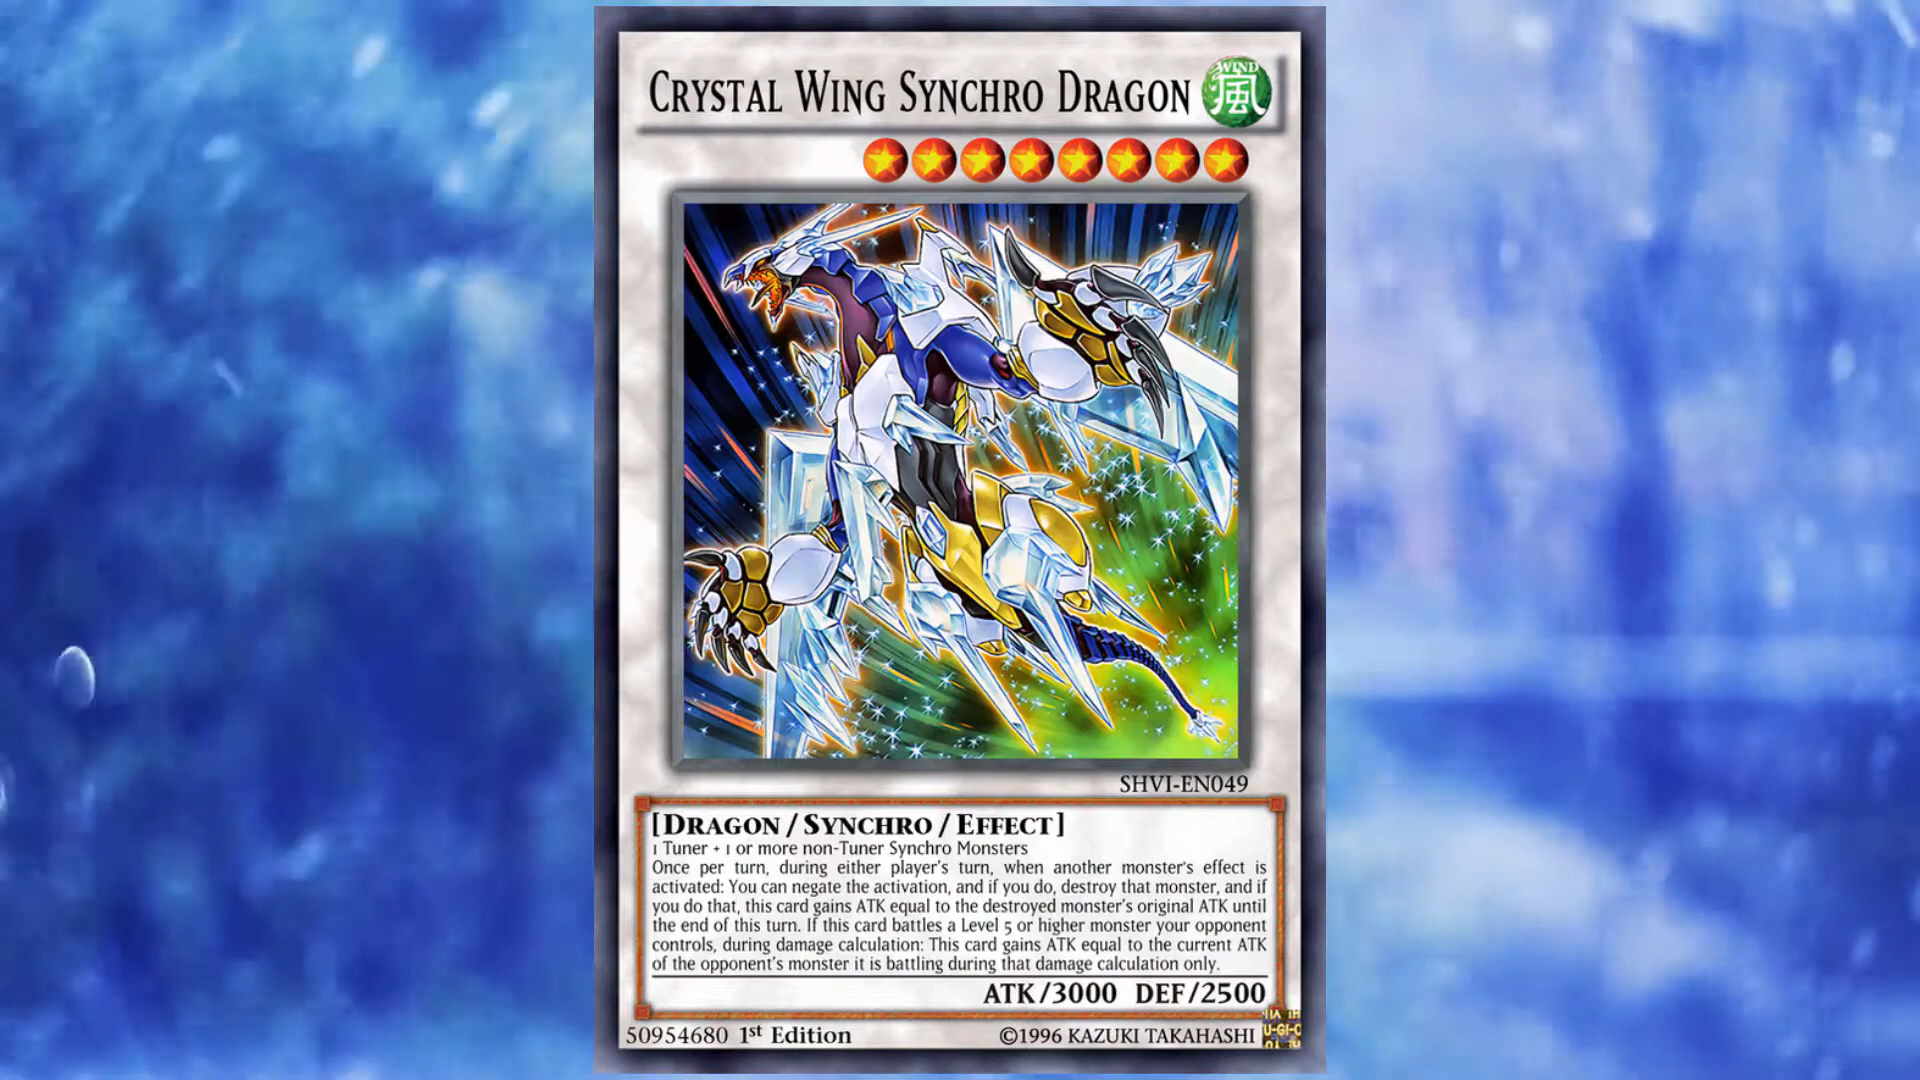 CRYSTAL WING SYNCHRO DRAGON
WIND
風
SHVI-EN049
[DRAGON / SYNCHRO / EFFECT]
1 Tuner + 1 or more non-Tuner Synchro Monsters
Once per turn, during either player's turn, when another monster's effect is
activated: You can negate the activation, and if you do, destroy that monster, and if
you do that, this card gains ATK equal to the destroyed monster's original ATK until
the end of this turn. If this card battles a Level 5 or higher monster your opponent
controls, during damage calculation: This card gains ATK equal to the current ATK
of the opponent's monster it is battling during that damage calculation only.
ATK/3000 DEF/2500
50954680 1st Edition
©1996 KAZUKI TAKAHASHI